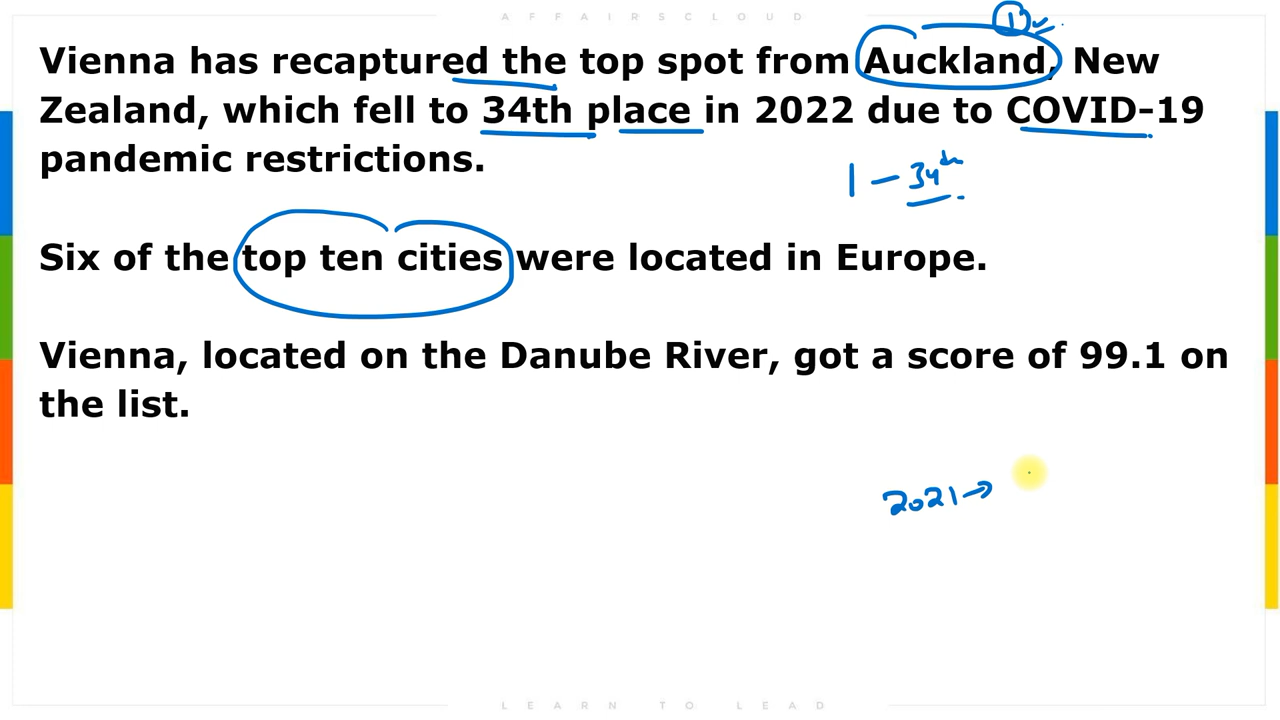 AFFAIRSCLOUD
1
Vienna has recaptured the top spot from Auckland, New
Zealand, which fell to 34th place in 2022 due to COVID-19
pandemic restrictions.
1 - 34th
Six of the top ten cities were located in Europe.
Vienna, located on the Danube River, got a score of 99.1 on
the list.
2021 →
LEARN TO LEAD